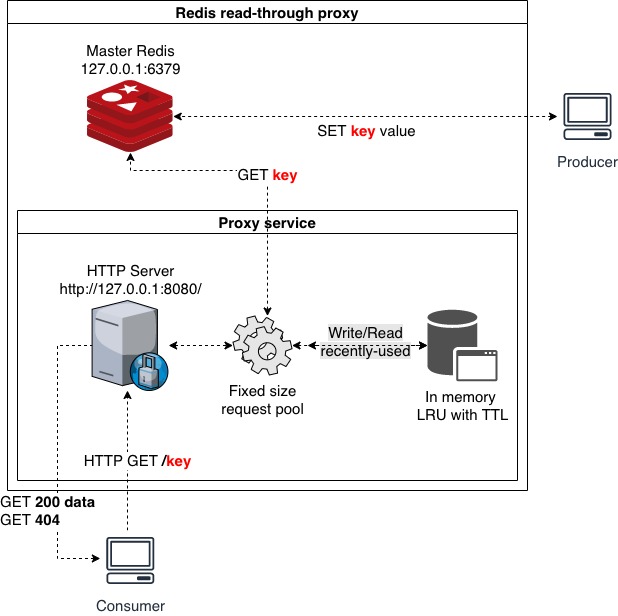 Redis read-through proxy
Master Redis
127.0.0.1:6379
SET key value
Producer
GET key
Proxy service
HTTP Server
http://127.0.0.1:8080/
Write/Read
recently-used
Fixed size
request pool
In memory
LRU with TTL
HTTP GET /key
GET 200 data
GET 404
Consumer